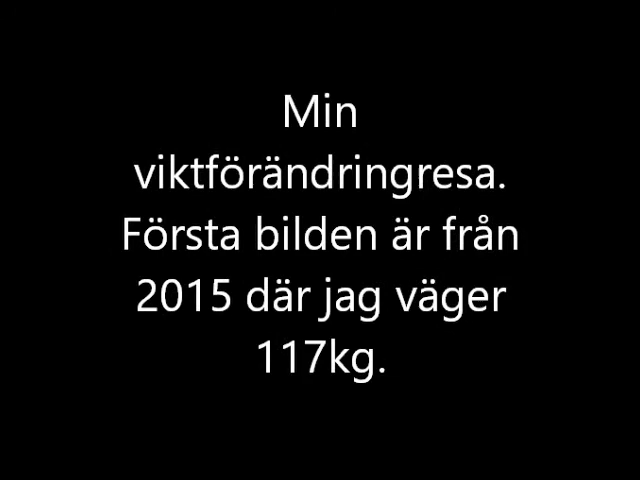 Min
viktförändringresa.
Första bilden är från
2015 där jag väger
117kg.